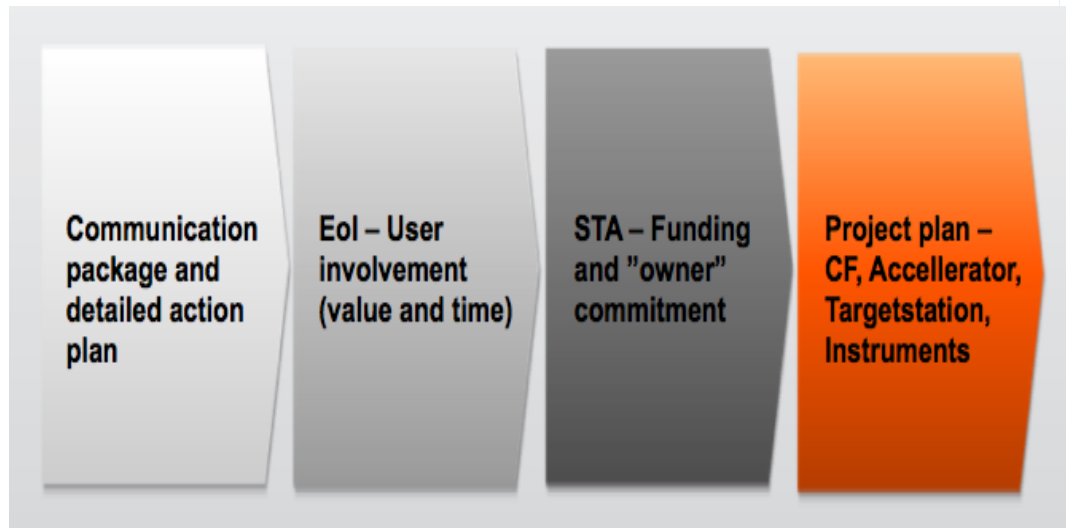 Communication
package and
detailed action
plan
EoI – User
involvement
(value and time)
STA – Funding
and ”owner”
commitment
Project plan –
CF, Accellerator,
Targetstation,
Instruments